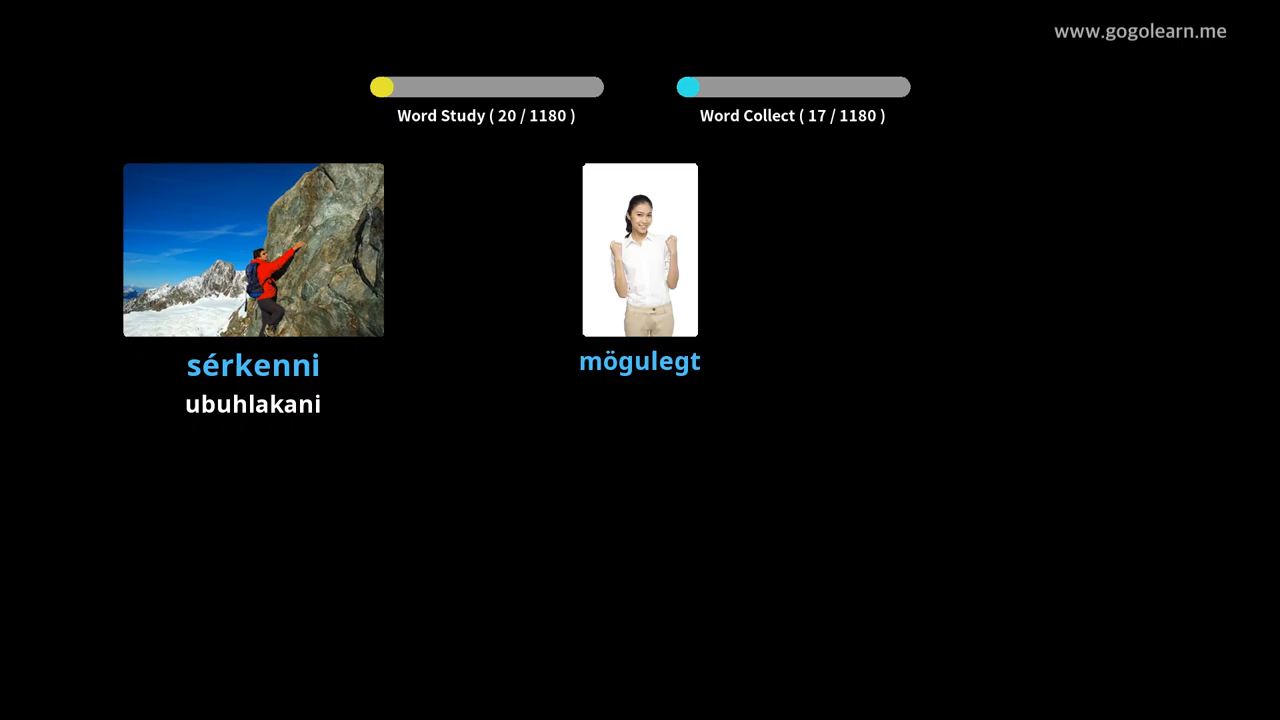 www.gogolearn.me
Word Study ( 20 / 1180 )
Word Collect ( 17 / 1180 )
sérkenni
ubuhlakani
mögulegt